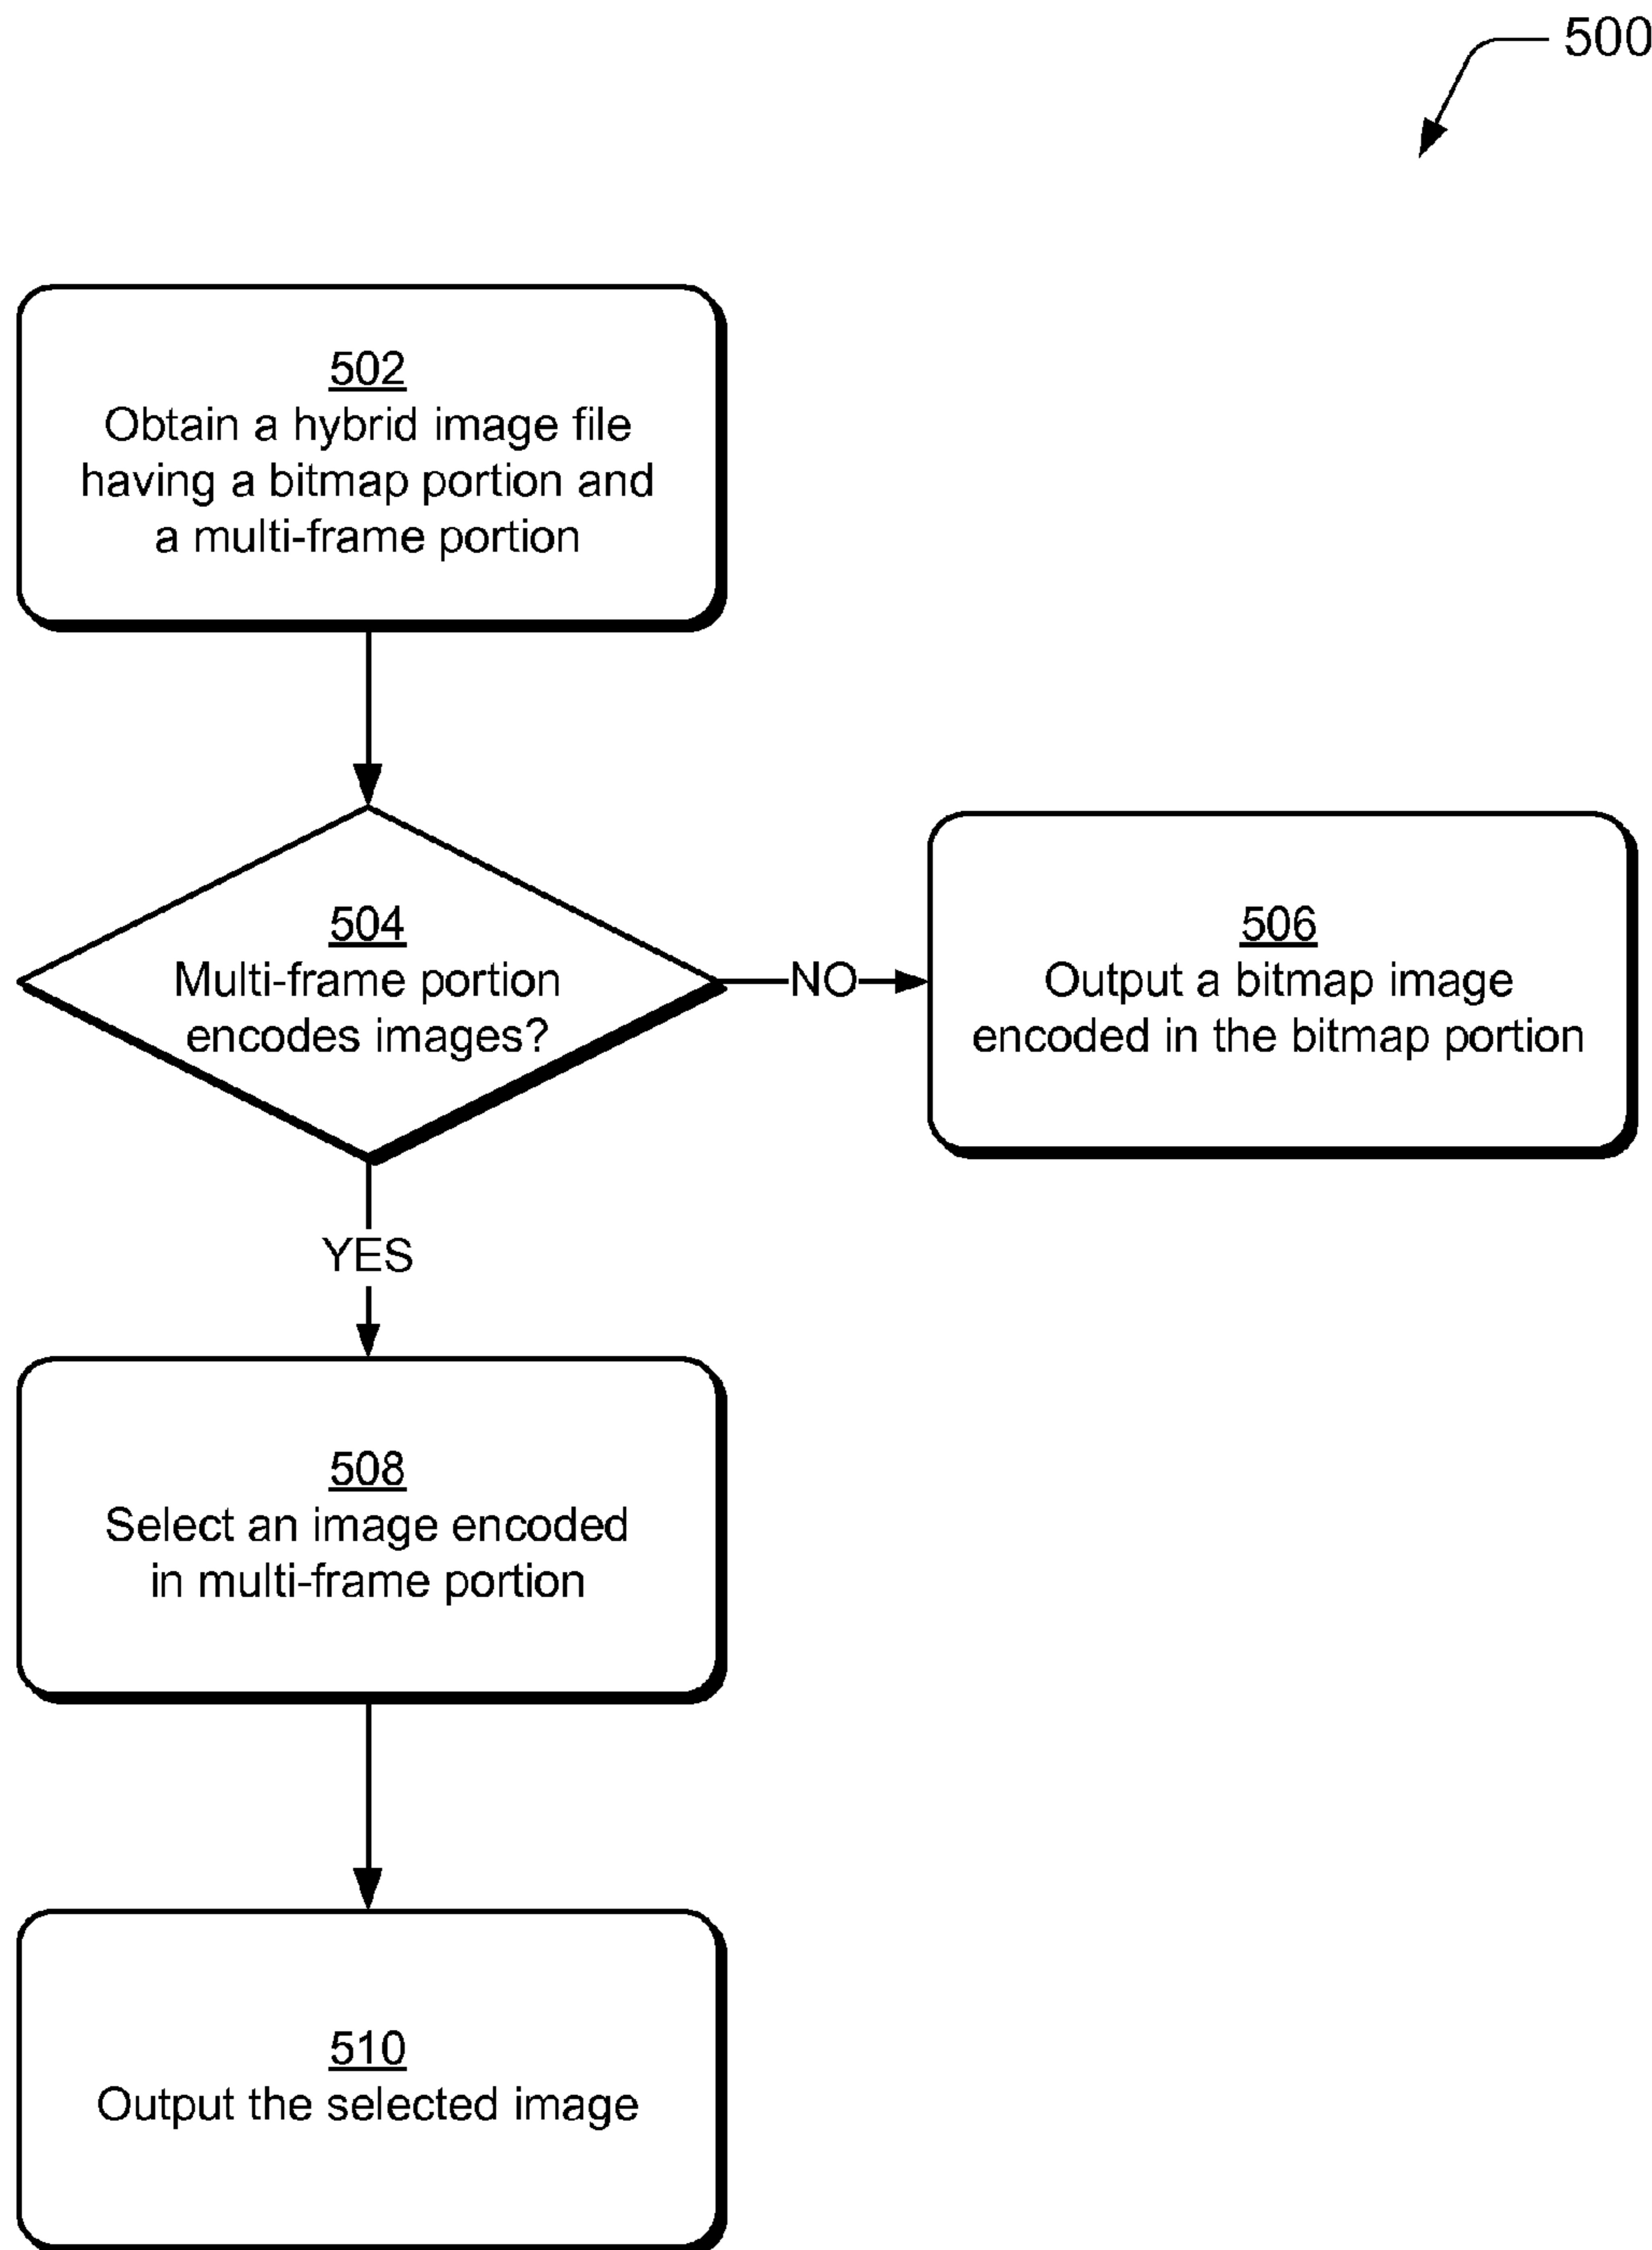 500
502
Obtain a hybrid image file
having a bitmap portion and
a multi-frame portion
504
Multi-frame portion
encodes images?
NO
506
Output a bitmap image
encoded in the bitmap portion
YES
508
Select an image encoded
in multi-frame portion
510
Output the selected image